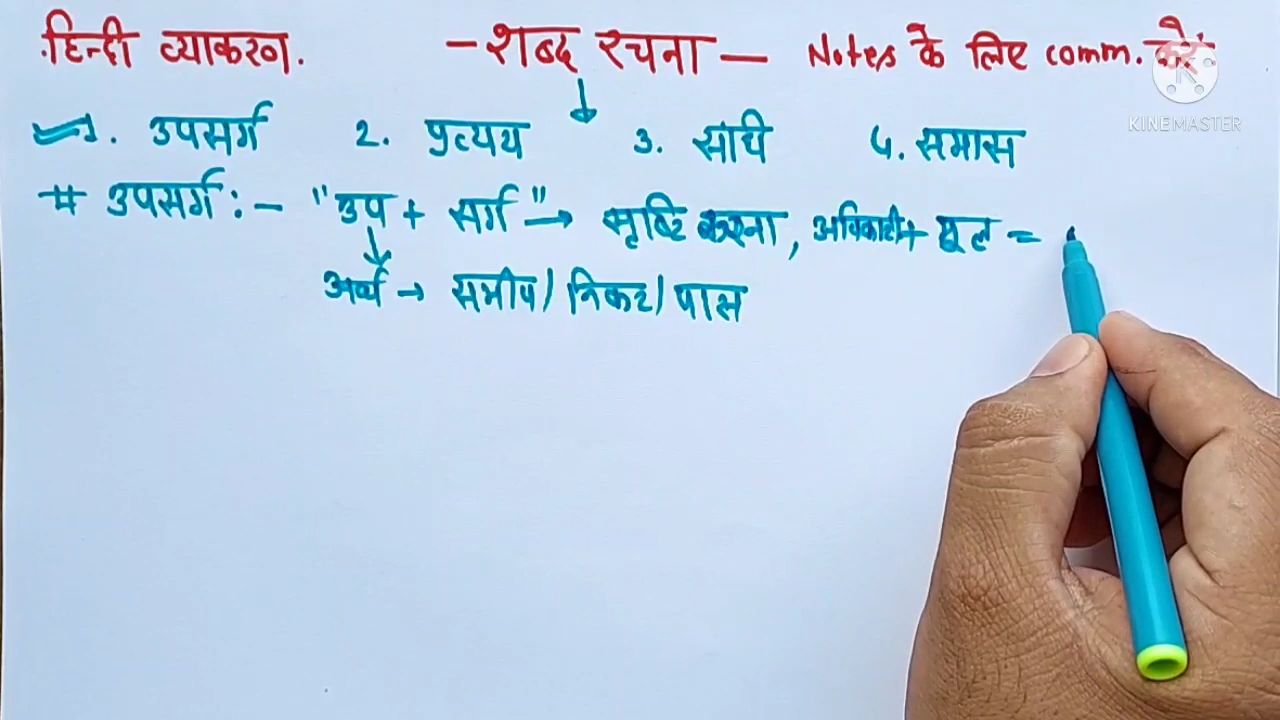 हिन्दी व्याकरण. - शब्द रचना - Notes के लिए comm. करें
KINEMASTER
1. उपसर्ग 2. प्रत्यय 3. संधि 4. समास
# उपसर्ग :- "उप + सर्ग" → सृष्टि करना, अविकारी + मूल =
अर्थ → समीप / निकट / पास